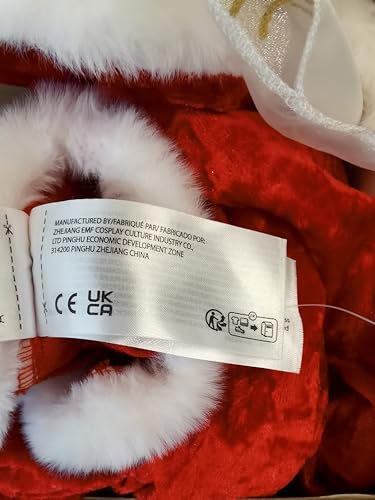 MANUFACTURED BY/FABRIQUÉ PAR/ FABRICADO POR:
ZHEJIANG EMF COSPLAY CULTURE INDUSTRY CO.,
LTD PINGHU ECONOMIC DEVELOPMENT ZONE
314200 PINGHU ZHEJIANG CHINA
CE UK
CA